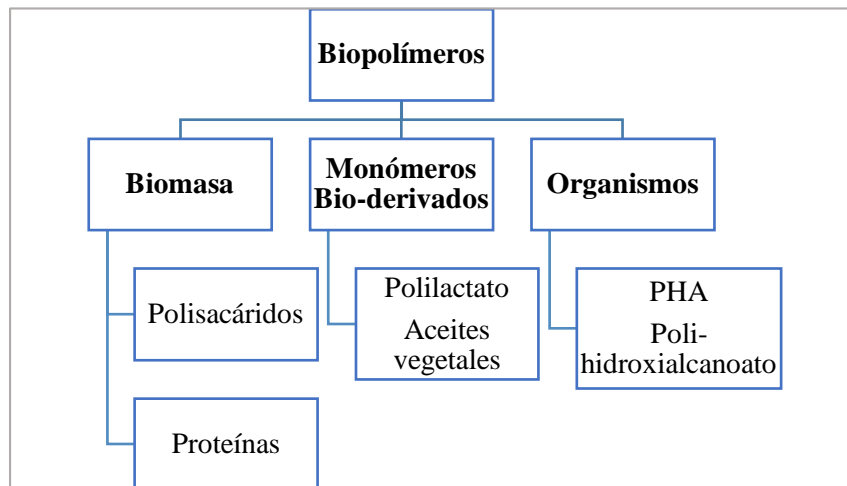 Biopolímeros
Biomasa
Monómeros
Bio-derivados
Organismos
Polisacáridos
Proteínas
Polilactato
Aceites
vegetales
PHA
Poli-
hidroxialcanoato